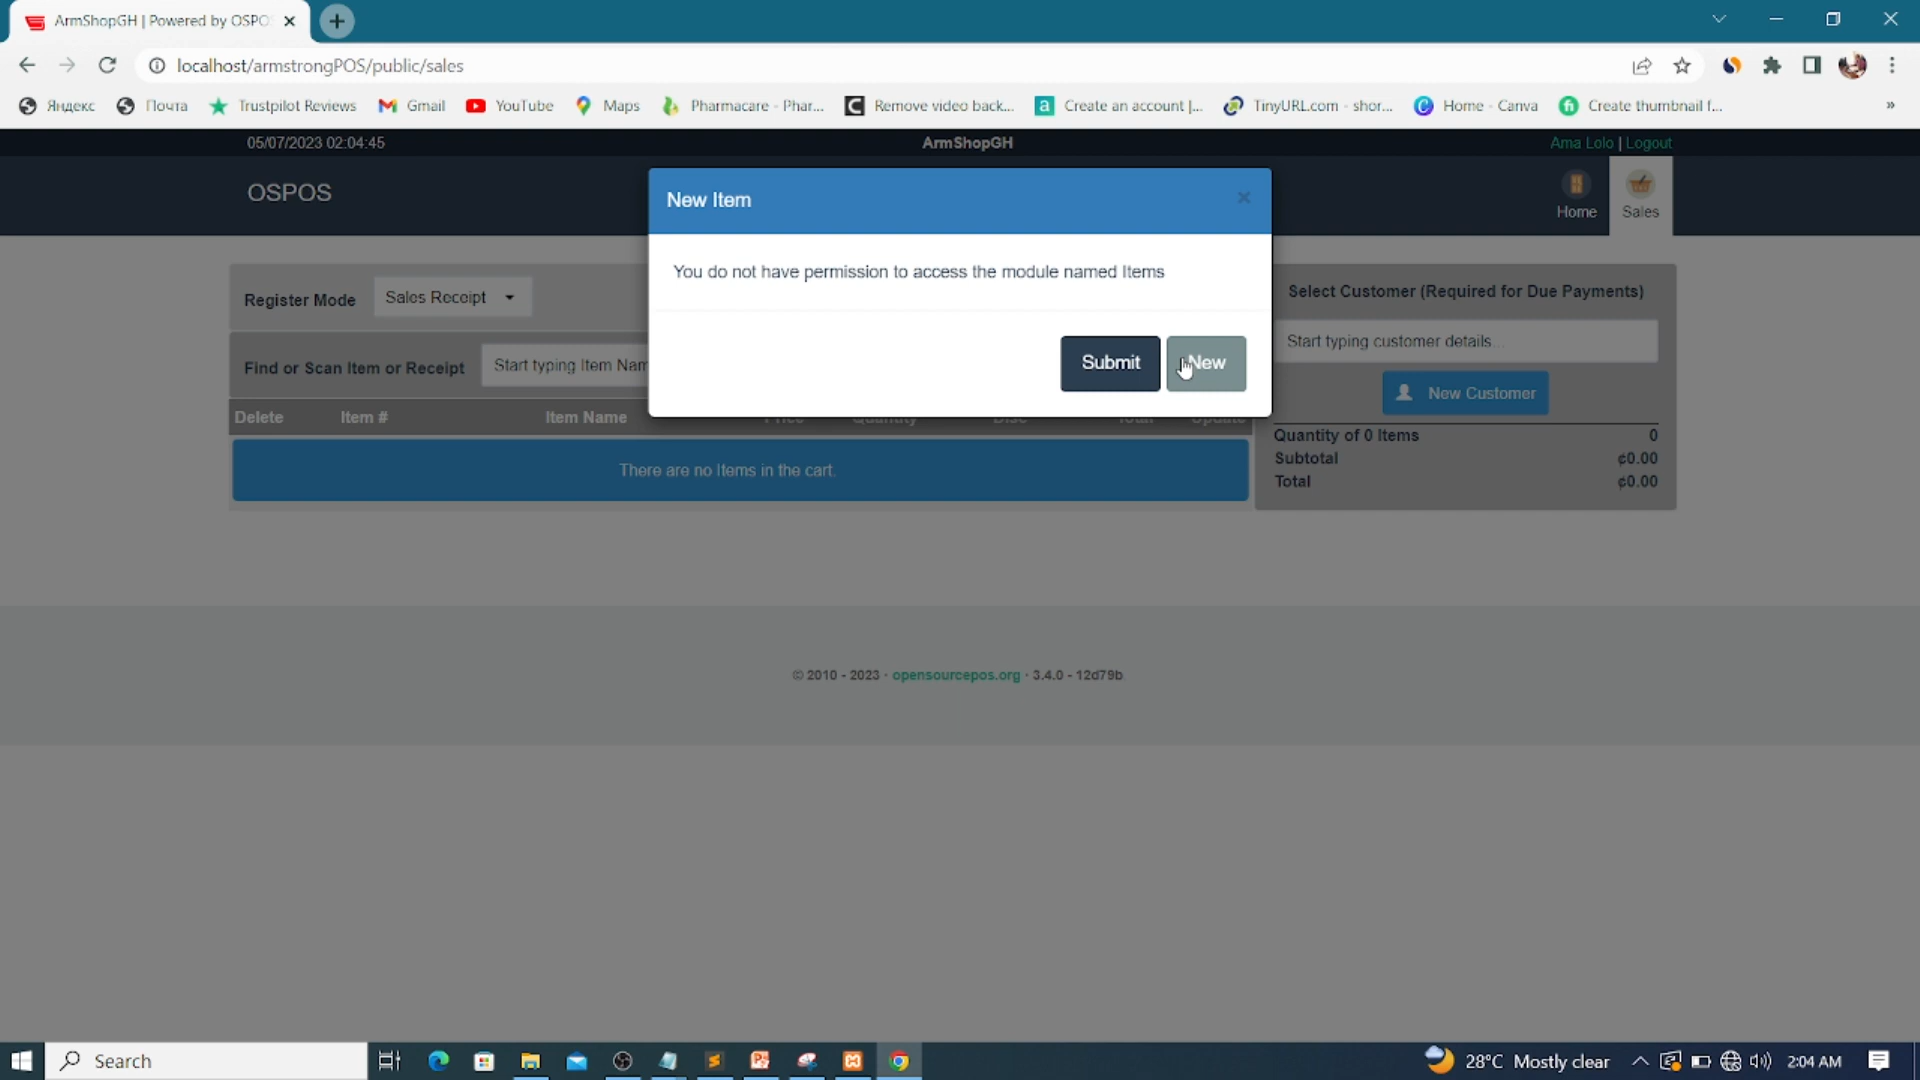 ArmShopGH | Powered by OSPO
localhost/armstrongPOS/public/sales
Яндекс
Почта
Trustpilot Reviews
Gmail
YouTube
Maps
Pharmacare - Phar...
Remove video back...
Create an account |...
TinyURL.com - shor...
Home - Canva
Create thumbnail f...
»
05/07/2023 02:04:45
ArmShopGH
Ama Lolo | Logout
OSPOS
Home
Sales
New Item
You do not have permission to access the module named Items
Submit
New
Register Mode
Sales Receipt
Find or Scan Item or Receipt
Start typing Item Nam
Delete
Item #
Item Name
Price
Quantity
Disc
Total
Update
There are no Items in the cart.
Select Customer (Required for Due Payments)
Start typing customer details...
New Customer
Quantity of 0 Items 0
Subtotal ¢0.00
Total ¢0.00
© 2010 - 2023 · opensourcepos.org · 3.4.0 - 12d79b
Search
28°C Mostly clear
2:04 AM